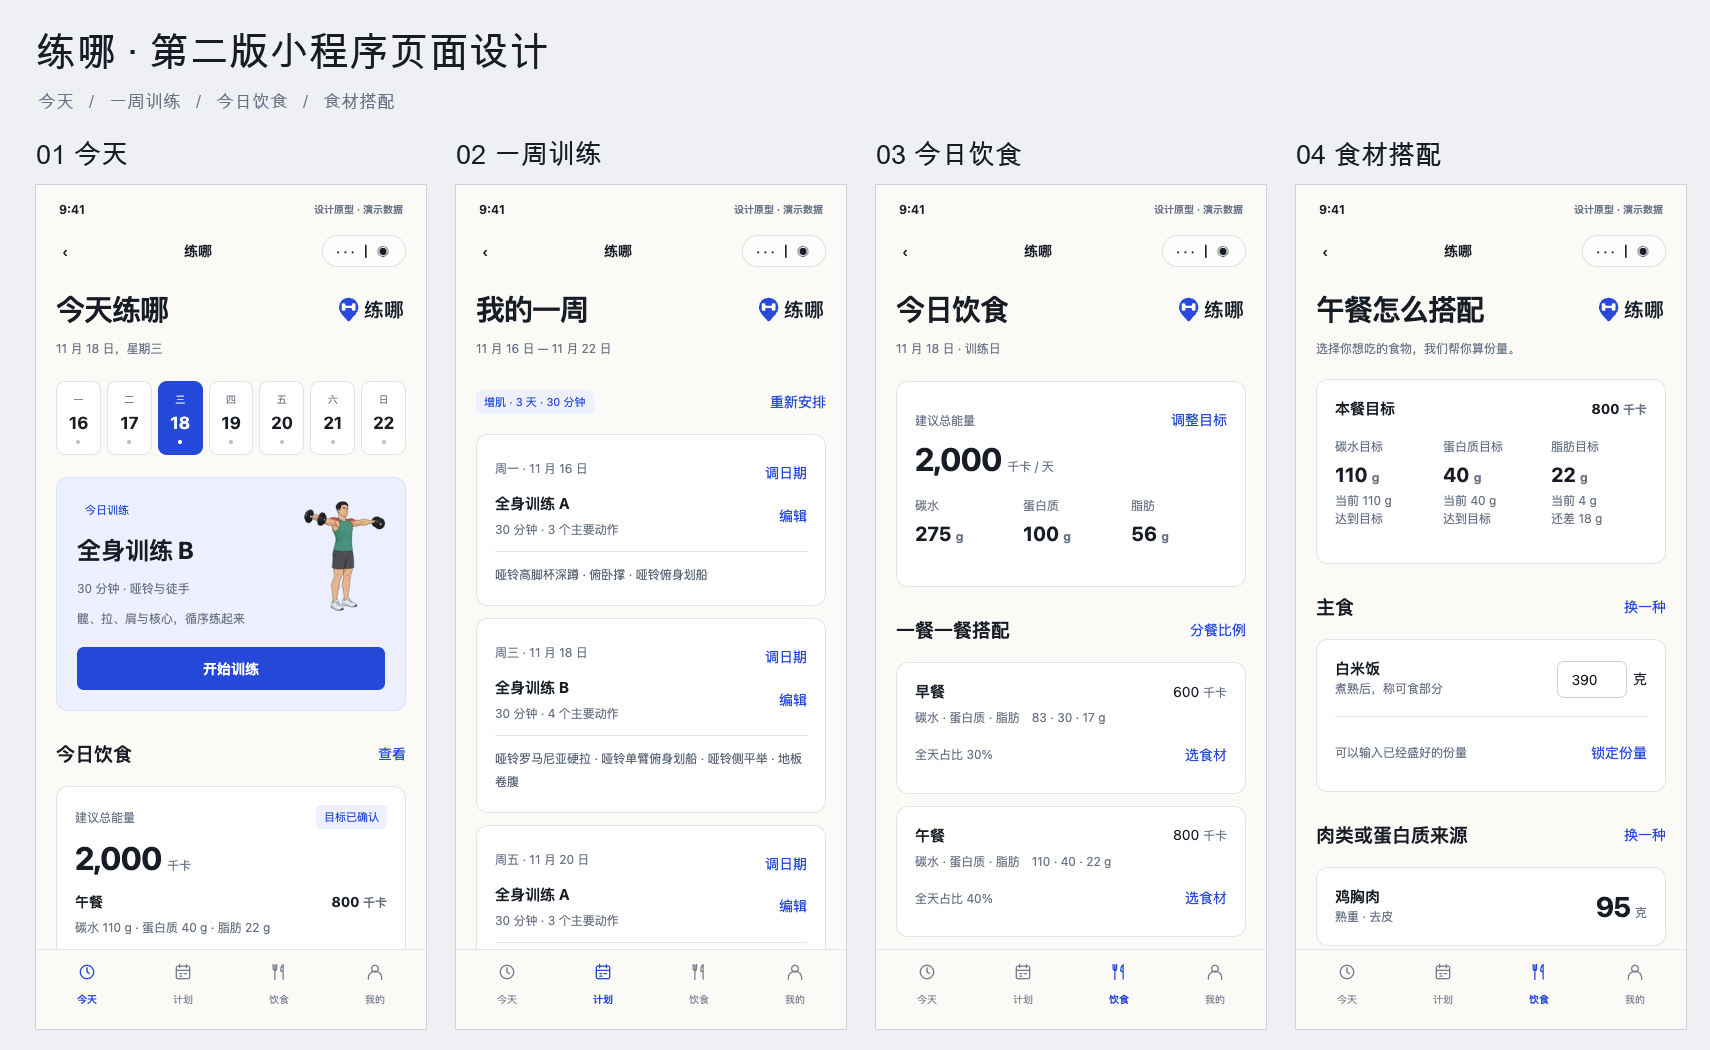 练哪 · 第二版小程序页面设计
今天 / 一周训练 / 今日饮食 / 食材搭配
01 今天
9:41
设计原型 · 演示数据
练哪
今天练哪
练哪
11 月 18 日，星期三
一 二 三 四 五 六 日
16 17 18 19 20 21 22
今日训练
全身训练 B
30 分钟 · 哑铃与徒手
髋、拉、肩与核心，循序练起来
开始训练
今日饮食
查看
建议总能量
目标已确认
2,000 千卡
午餐
800 千卡
碳水 110 g · 蛋白质 40 g · 脂肪 22 g
今天 计划 饮食 我的
02 一周训练
9:41
设计原型 · 演示数据
练哪
我的一周
练哪
11 月 16 日 — 11 月 22 日
增肌 · 3 天 · 30 分钟
重新安排
周一 · 11 月 16 日
调日期
全身训练 A
编辑
30 分钟 · 3 个主要动作
哑铃高脚杯深蹲 · 俯卧撑 · 哑铃俯身划船
周三 · 11 月 18 日
调日期
全身训练 B
编辑
30 分钟 · 4 个主要动作
哑铃罗马尼亚硬拉 · 哑铃单臂俯身划船 · 哑铃侧平举 · 地板
卷腹
周五 · 11 月 20 日
调日期
全身训练 A
编辑
30 分钟 · 3 个主要动作
今天 计划 饮食 我的
03 今日饮食
9:41
设计原型 · 演示数据
练哪
今日饮食
练哪
11 月 18 日 · 训练日
建议总能量
调整目标
2,000 千卡 / 天
碳水 蛋白质 脂肪
275 g 100 g 56 g
一餐一餐搭配
分餐比例
早餐
600 千卡
碳水 · 蛋白质 · 脂肪 83 · 30 · 17 g
全天占比 30%
选食材
午餐
800 千卡
碳水 · 蛋白质 · 脂肪 110 · 40 · 22 g
全天占比 40%
选食材
今天 计划 饮食 我的
04 食材搭配
9:41
设计原型 · 演示数据
练哪
午餐怎么搭配
练哪
选择你想吃的食物，我们帮你算份量。
本餐目标
800 千卡
碳水目标 蛋白质目标 脂肪目标
110 g 40 g 22 g
当前 110 g 当前 40 g 当前 4 g
达到目标 达到目标 还差 18 g
主食
换一种
白米饭
390 克
煮熟后，称可食部分
可以输入已经盛好的份量
锁定份量
肉类或蛋白质来源
换一种
鸡胸肉
95 克
熟重 · 去皮
今天 计划 饮食 我的